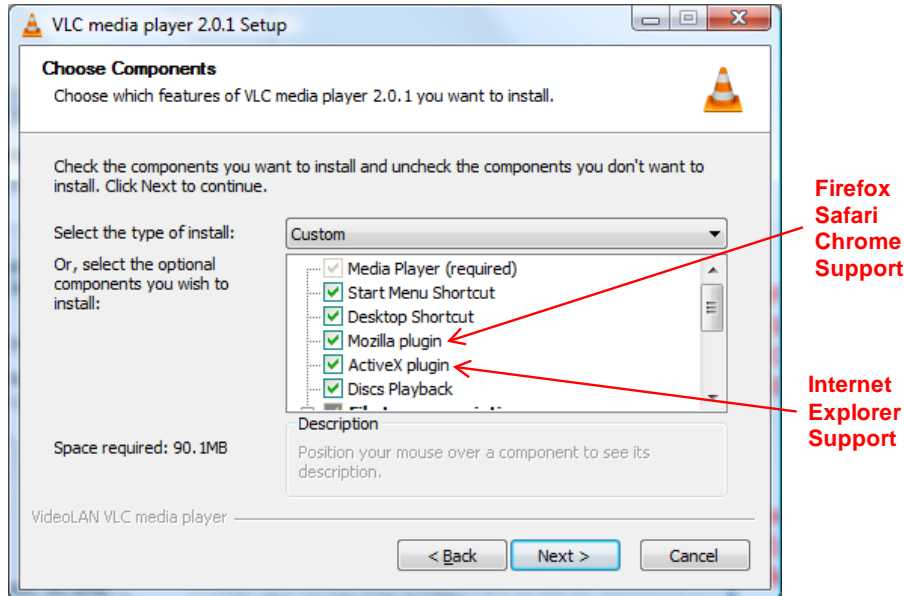 VLC media player 2.0.1 Setup
Choose Components
Choose which features of VLC media player 2.0.1 you want to install.
Check the components you want to install and uncheck the components you don't want to
install. Click Next to continue.
Select the type of install:
Custom
Or, select the optional
components you wish to
install:
Media Player (required)
Start Menu Shortcut
Desktop Shortcut
Mozilla plugin
ActiveX plugin
Discs Playback
Space required: 90.1MB
Description
Position your mouse over a component to see its
description.
VideoLAN VLC media player
< Back
Next >
Cancel
Firefox
Safari
Chrome
Support
Internet
Explorer
Support